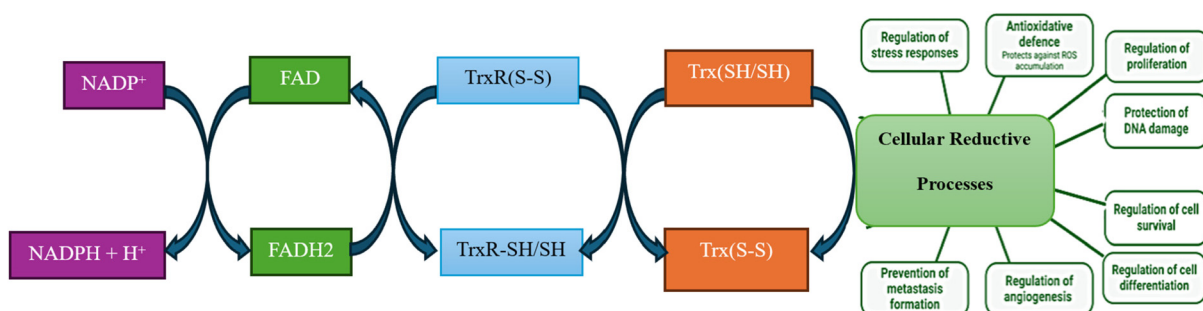 NADP⁺
NADPH + H⁺
FAD
FADH2
TrxR(S-S)
TrxR-SH/SH
Trx(SH/SH)
Trx(S-S)
Cellular Reductive
Processes
Regulation of
stress responses
Antioxidative
defence
Protects against ROS
accumulation
Regulation of
proliferation
Protection of
DNA damage
Regulation of cell
survival
Regulation of cell
differentiation
Regulation of
angiogenesis
Prevention of
metastasis
formation